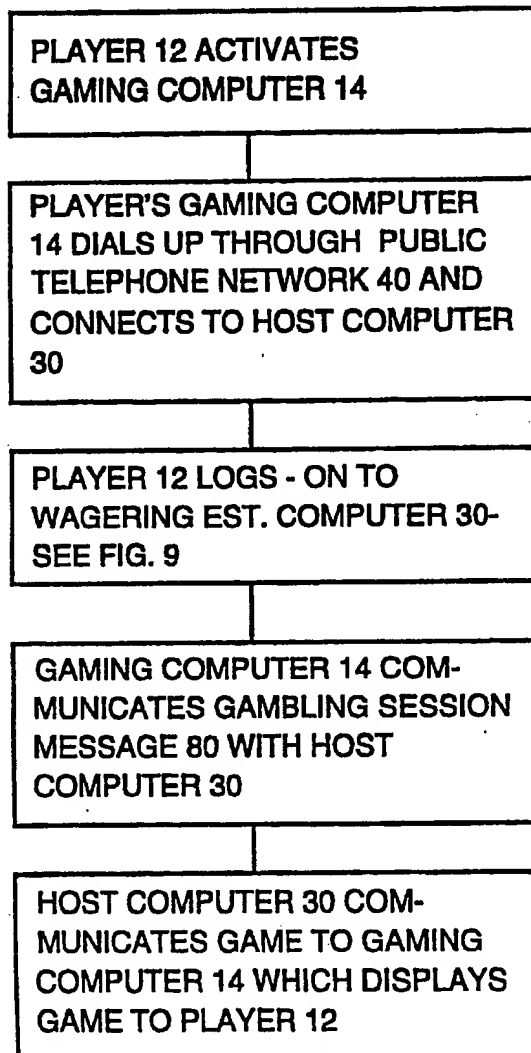 PLAYER 12 ACTIVATES
GAMING COMPUTER 14
PLAYER'S GAMING COMPUTER
14 DIALS UP THROUGH PUBLIC
TELEPHONE NETWORK 40 AND
CONNECTS TO HOST COMPUTER
30
PLAYER 12 LOGS - ON TO
WAGERING EST. COMPUTER 30-
SEE FIG. 9
GAMING COMPUTER 14 COM-
MUNICATES GAMBLING SESSION
MESSAGE 80 WITH HOST
COMPUTER 30
HOST COMPUTER 30 COM-
MUNICATES GAME TO GAMING
COMPUTER 14 WHICH DISPLAYS
GAME TO PLAYER 12